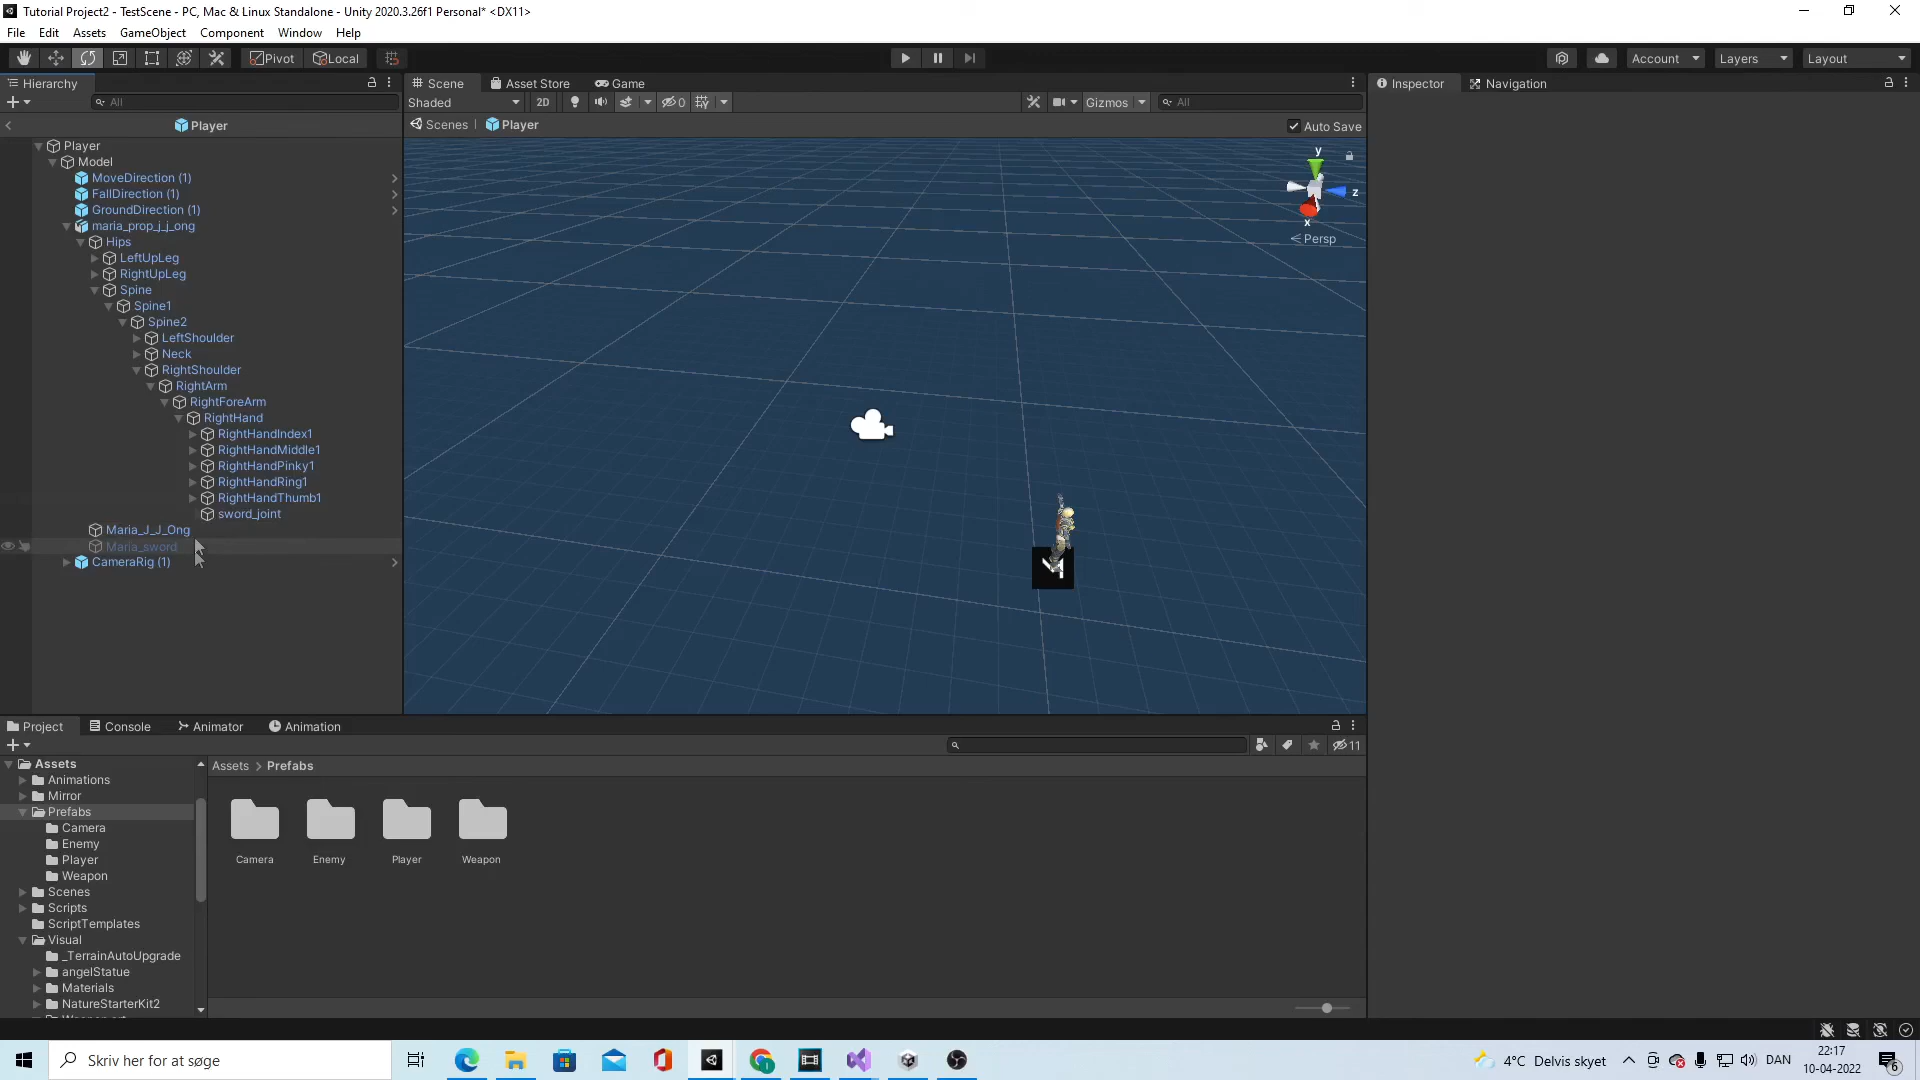 Tutorial Project2 - TestScene - PC, Mac & Linux Standalone - Unity 2020.3.26f1 Personal* <DX11>
File Edit Assets GameObject Component Window Help
Pivot Local Account Layers Layout
Hierarchy Scene Asset Store Game Inspector Navigation
All Shaded 2D 0 Gizmos All
Player Scenes Player Auto Save
Player
Model
MoveDirection (1)
FallDirection (1)
GroundDirection (1)
maria_prop_j_j_ong
Hips
LeftUpLeg
RightUpLeg
Spine
Spine1
Spine2
LeftShoulder
Neck
RightShoulder
RightArm
RightForeArm
RightHand
RightHandIndex1
RightHandMiddle1
RightHandPinky1
RightHandRing1
RightHandThumb1
sword_joint
Maria_J_J_Ong
Maria_sword
CameraRig (1)
y
z
x
Persp
Project Console Animator Animation
11
Assets
Animations
Mirror
Prefabs
Camera
Enemy
Player
Weapon
Scenes
Scripts
ScriptTemplates
Visual
_TerrainAutoUpgrade
angelStatue
Materials
NatureStarterKit2
Assets > Prefabs
Camera Enemy Player Weapon
Skriv her for at søge
4°C Delvis skyet
DAN
22:17
10-04-2022
6